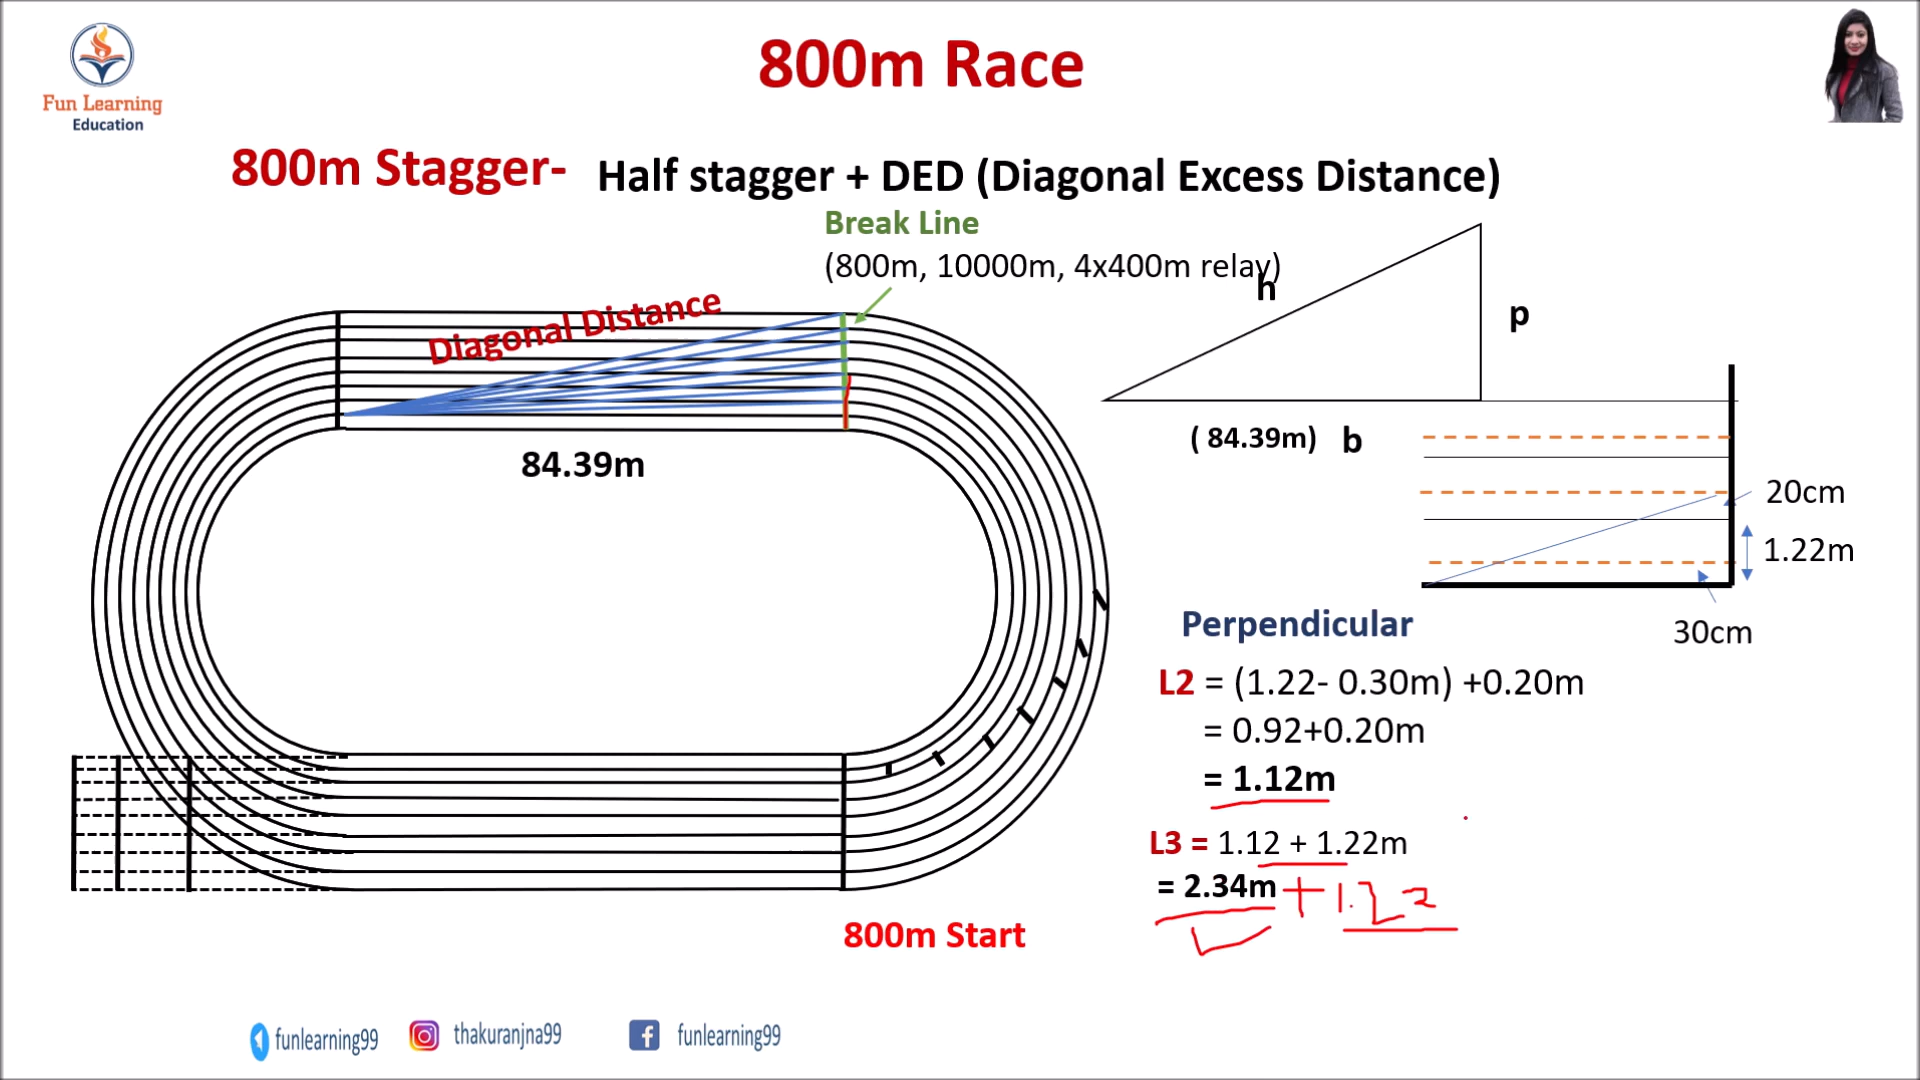 Fun Learning
Education
800m Race
800m Stagger- Half stagger + DED (Diagonal Excess Distance)
Break Line
(800m, 10000m, 4x400m relay)
h
p
Diagonal Distance
84.39m
( 84.39m) b
20cm
1.22m
30cm
Perpendicular
L2 = (1.22- 0.30m) +0.20m
= 0.92+0.20m
= 1.12m
L3 = 1.12 + 1.22m
= 2.34m + 1.22
800m Start
funlearning99 thakuranjna99 funlearning99